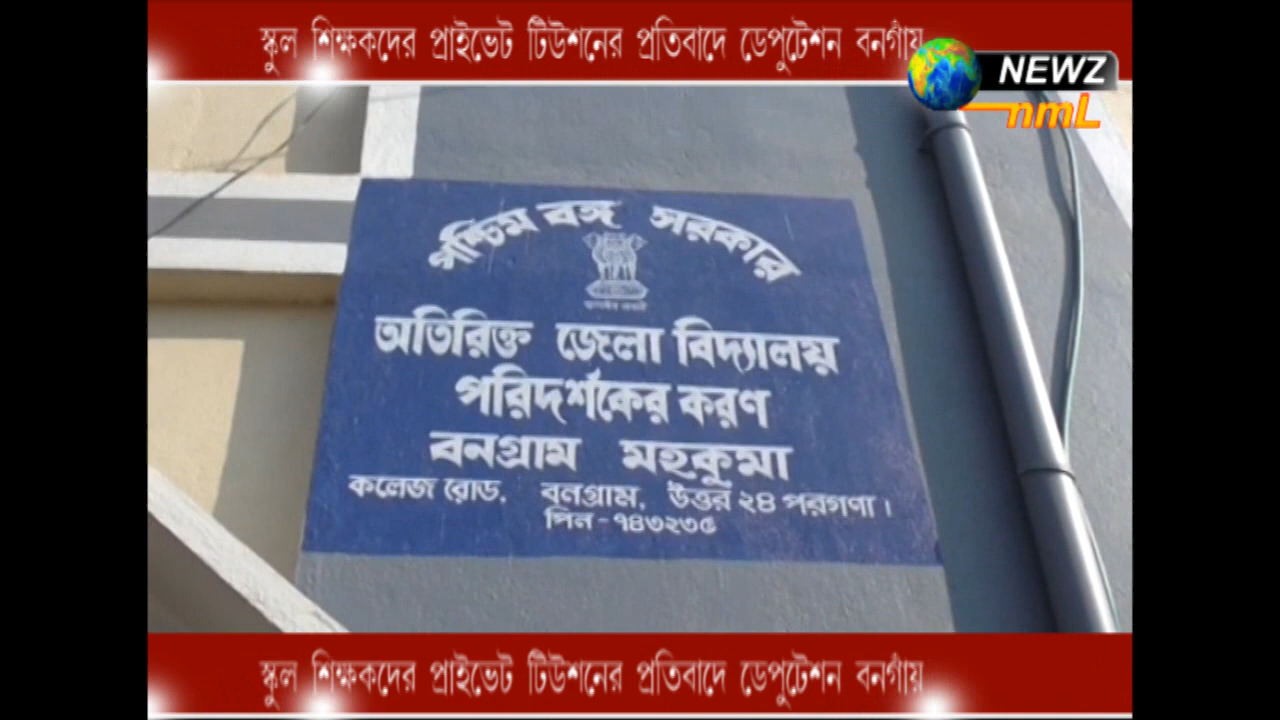 স্কুল শিক্ষকদের প্রাইভেট টিউশনের প্রতিবাদে ডেপুটেশন বনগাঁয়
NEWZ
nmL
পশ্চিম বঙ্গ সরকার
অতিরিক্ত জেলা বিদ্যালয়
পরিদর্শকের করণ
বনগ্রাম মহকুমা
কলেজ রোড, বনগ্রাম, উত্তর ২৪ পরগণা।
পিন - ৭৪৩২৩৫
স্কুল শিক্ষকদের প্রাইভেট টিউশনের প্রতিবাদে ডেপুটেশন বনগাঁয়